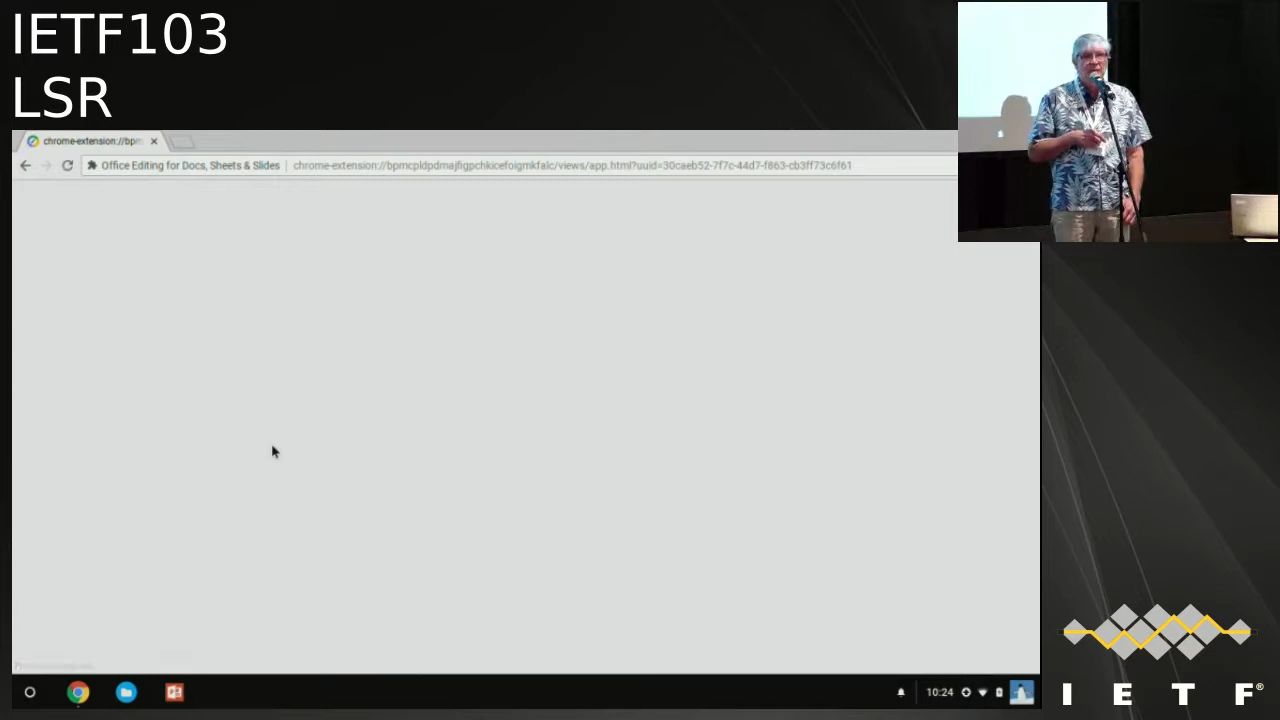 IETF103
LSR
chrome-extension://bpm
Office Editing for Docs, Sheets & Slides | chrome-extension://bpmcpldpdmajfigpchkicefoigmkfalc/views/app.html?uuid=30caeb52-7f7c-44d7-f863-cb3ff73c6f61
10:24
I E T F®